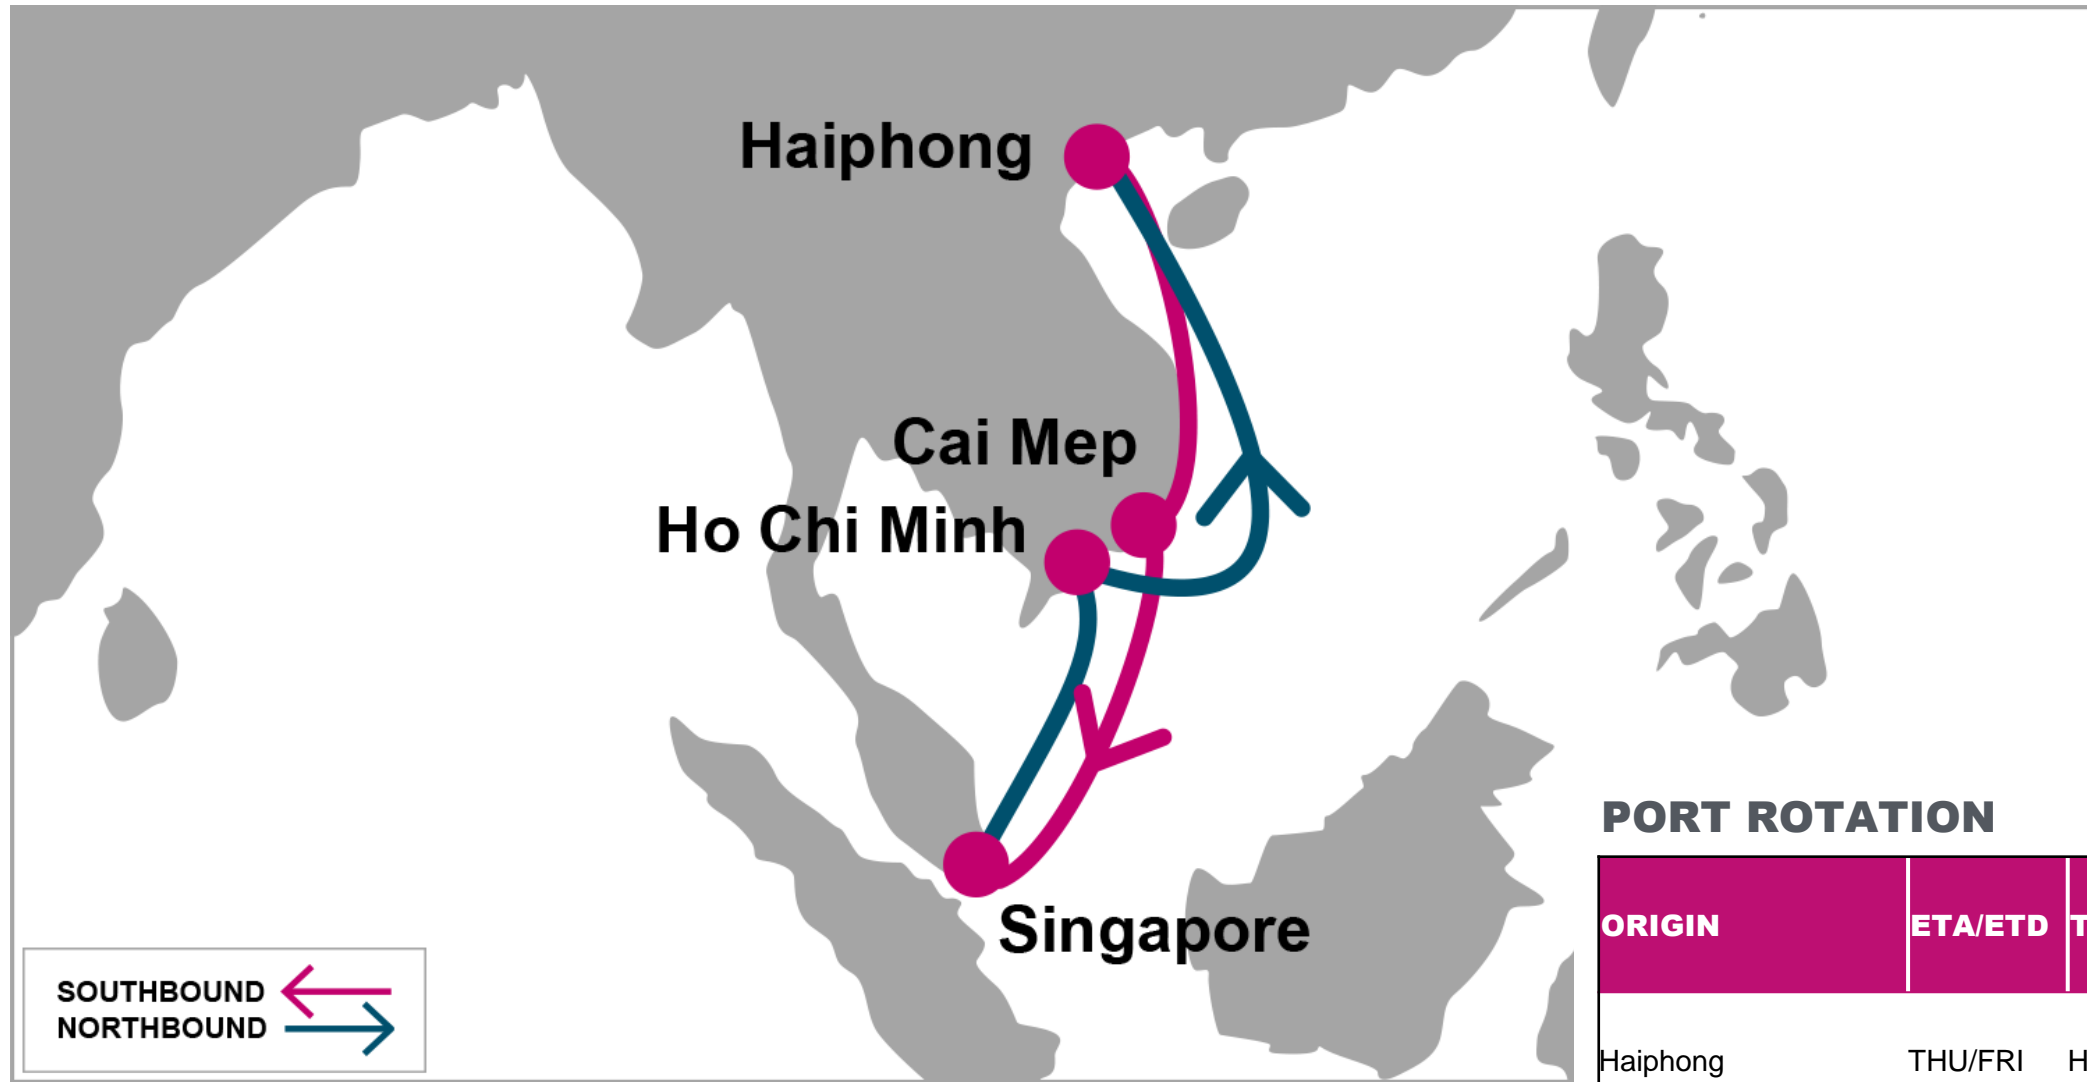 Haiphong
Cai Mep
Ho Chi Minh
Singapore
SOUTHBOUND
NORTHBOUND
PORT ROTATION
ORIGIN ETA/ETD
Haiphong THU/FRI